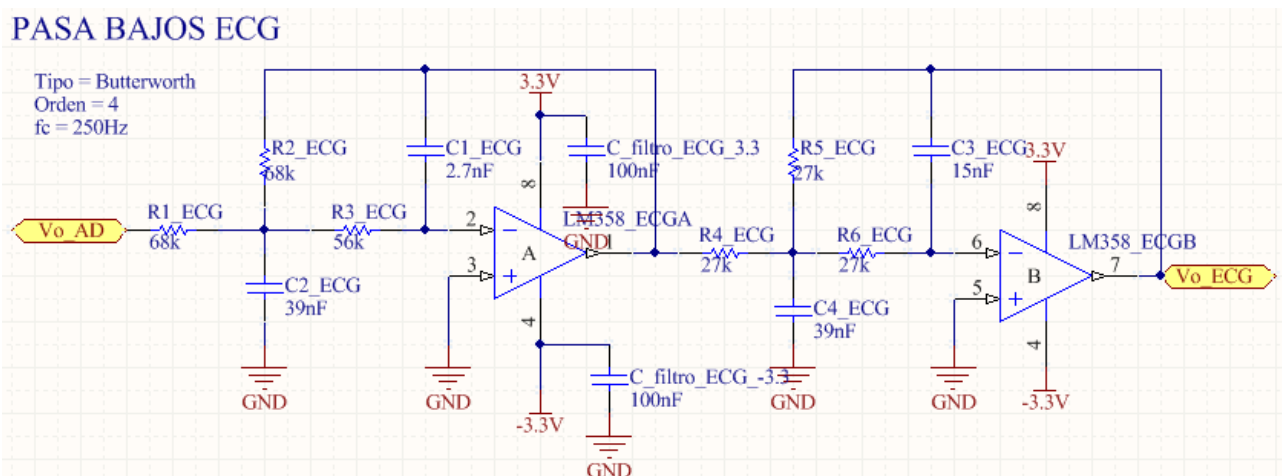 PASA BAJOS ECG
Tipo = Butterworth
Orden = 4
fc = 250Hz
3.3V
R2_ECG
68k
C1_ECG
2.7nF
C_filtro_ECG_3.3
100nF
GND
R5_ECG
27k
C3_ECG
15nF
3.3V
Vo_AD
R1_ECG
68k
R3_ECG
56k
2
3
8
4
A
1
LM358_ECGA
R4_ECG
27k
R6_ECG
27k
6
5
8
4
B
7
LM358_ECGB
Vo_ECG
C2_ECG
39nF
C4_ECG
39nF
C_filtro_ECG_-3.3
100nF
GND
GND
-3.3V
GND
GND
GND
-3.3V